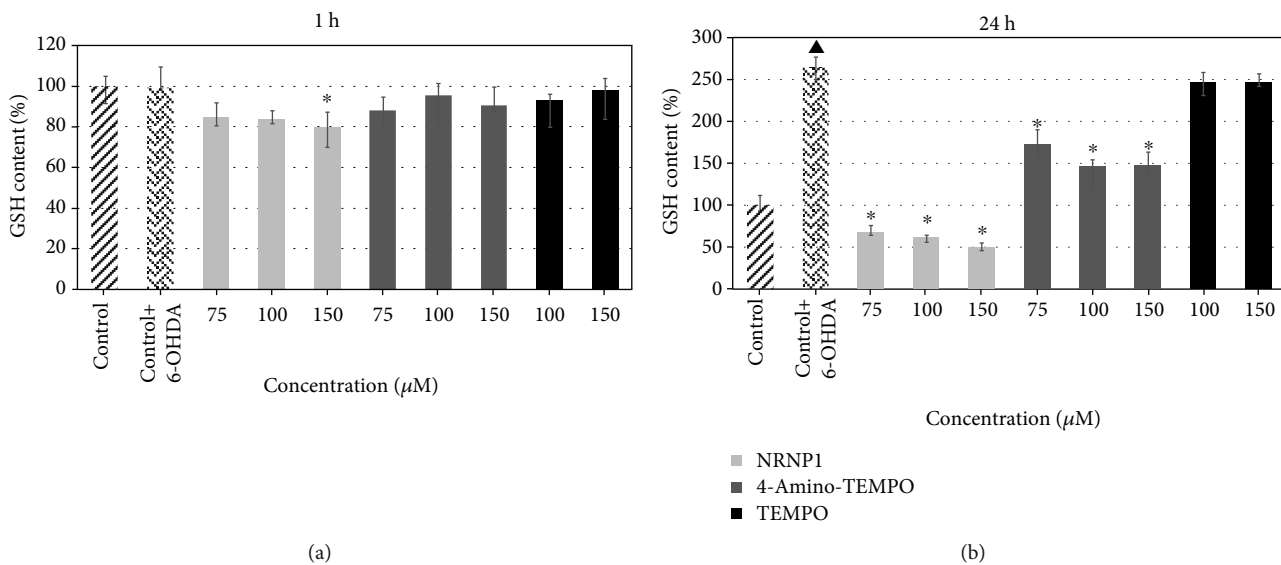 1 h
GSH content (%)
120
100
80
60
40
20
0
*
Control
Control+
6-OHDA
75
100
150
75
100
150
100
150
Concentration (μM)
(a)
24 h
GSH content (%)
300
250
200
150
100
50
0
▲
*
*
*
*
*
*
Control
Control+
6-OHDA
75
100
150
75
100
150
100
150
Concentration (μM)
NRNP1
4-Amino-TEMPO
TEMPO
(b)